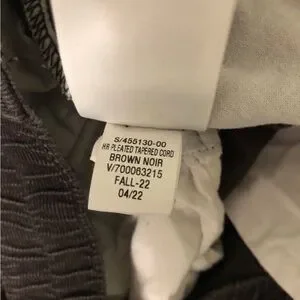 S/455130-00
HR PLEATED TAPERED CORD
BROWN NOIR
V/700063215
FALL-22
04/22